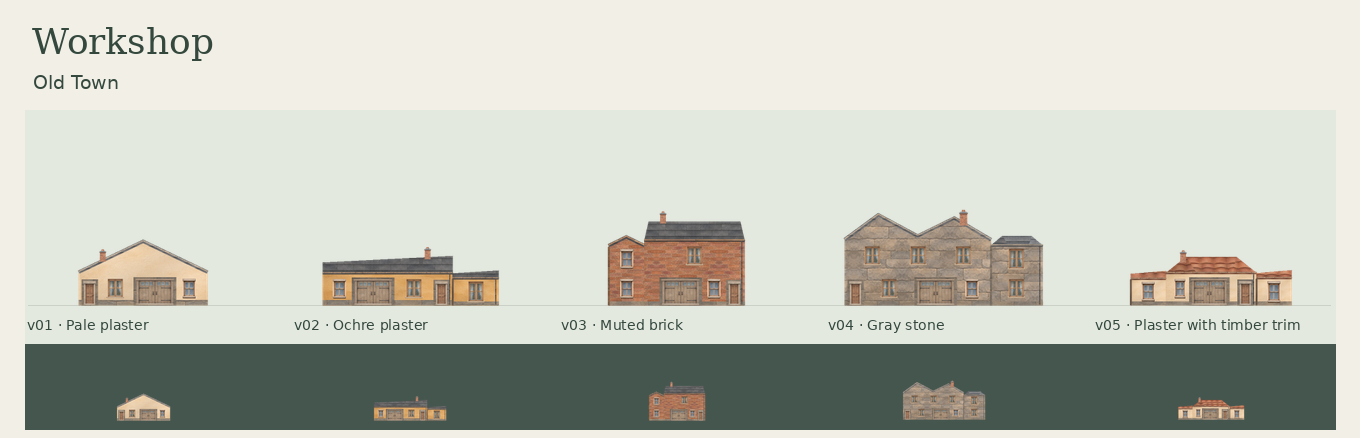 Workshop
Old Town
v01 · Pale plaster
v02 · Ochre plaster
v03 · Muted brick
v04 · Gray stone
v05 · Plaster with timber trim